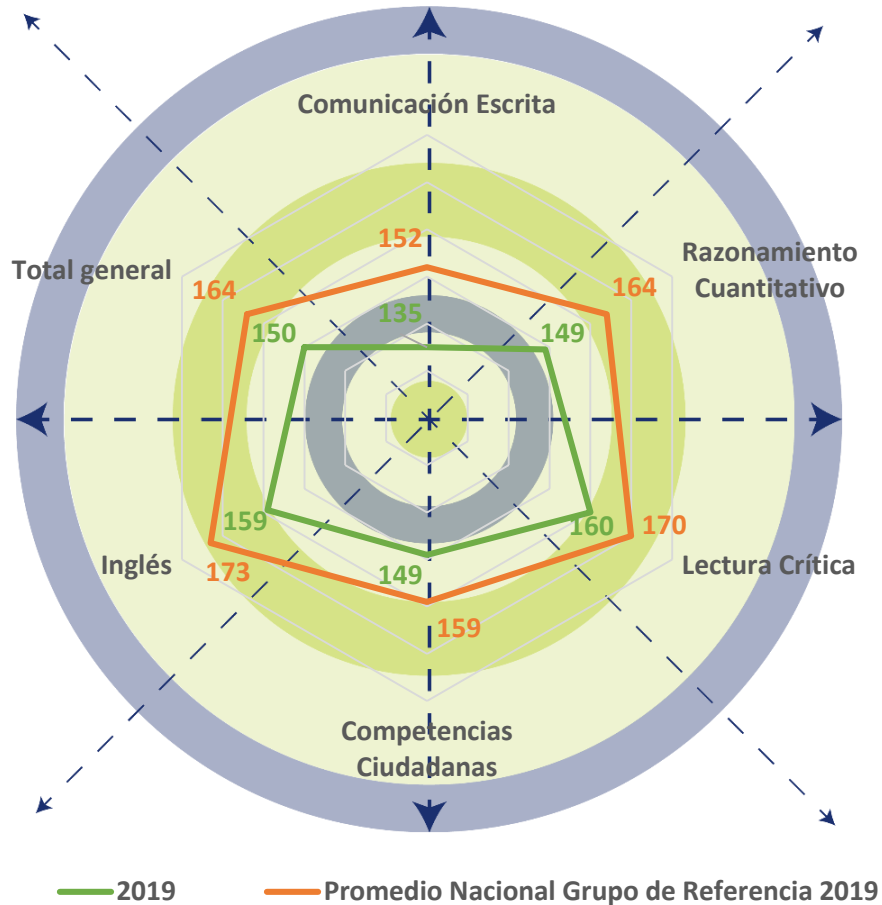 Comunicación Escrita
152
135
Total general
164
150
Razonamiento
Cuantitativo
164
149
159
Inglés
173
149
159
160
170
Lectura Crítica
Competencias
Ciudadanas
2019
Promedio Nacional Grupo de Referencia 2019